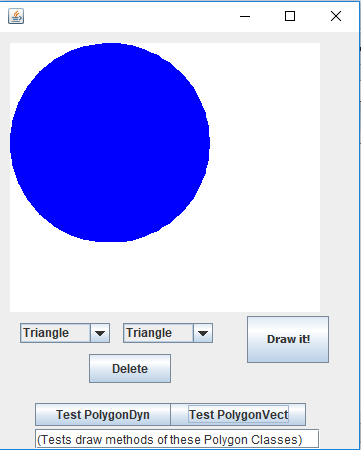 Triangle Triangle Draw it!
Delete
Test PolygonDyn Test PolygonVect
(Tests draw methods of these Polygon Classes)